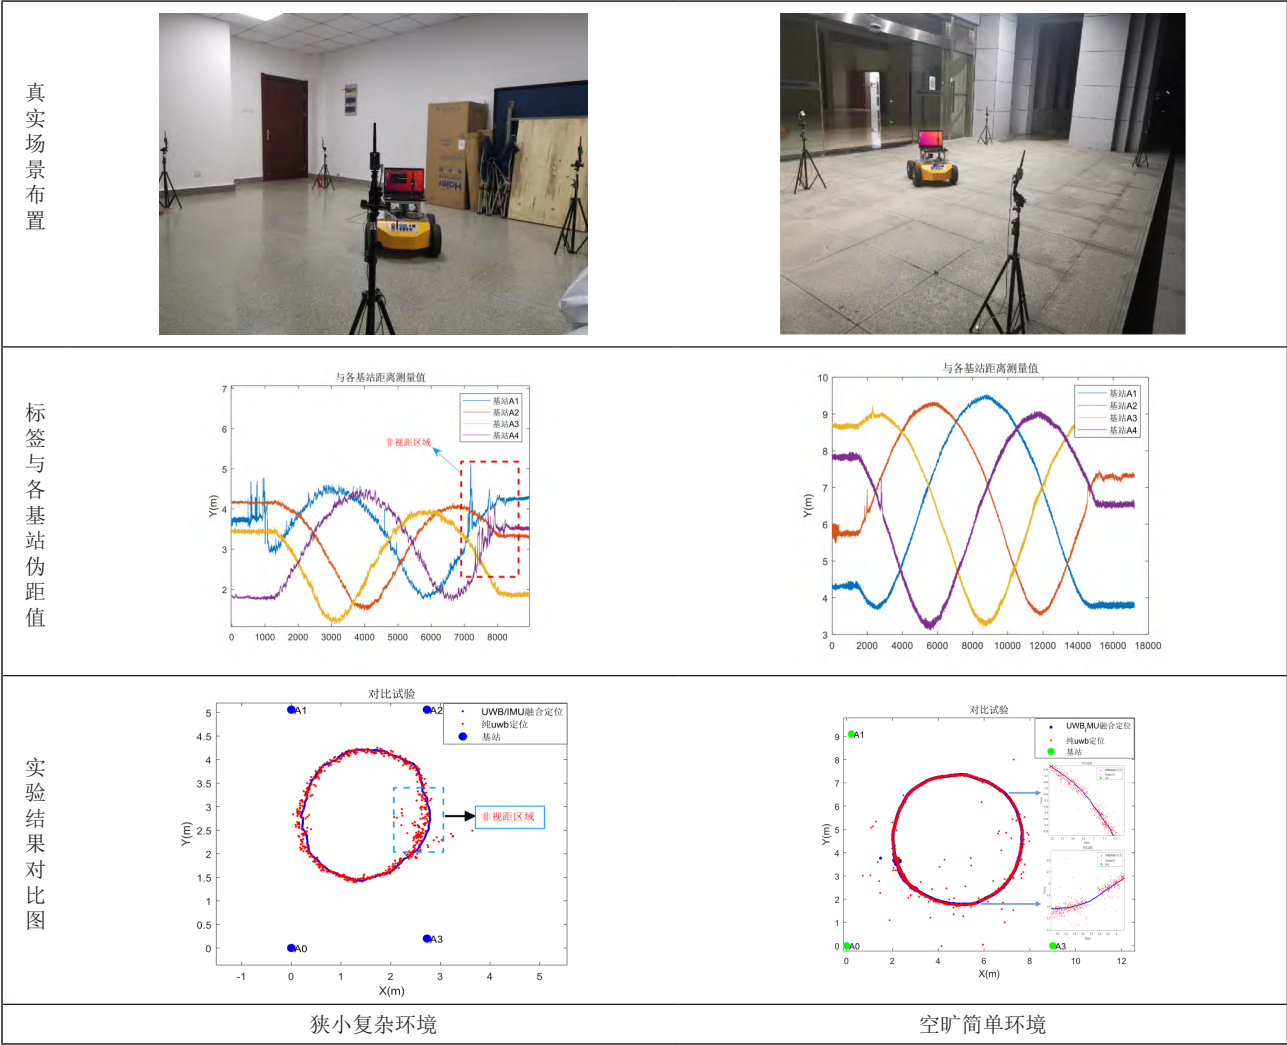 真实场景布置
Haier
标签与各基站伪距值
与各基站距离测量值
基站A1
基站A2
基站A3
基站A4
非视距区域
Y(m)
7
6
5
4
3
2
0 1000 2000 3000 4000 5000 6000 7000 8000
与各基站距离测量值
基站A1
基站A2
基站A3
基站A4
Y(m)
10
9
8
7
6
5
4
3
0 2000 4000 6000 8000 10000 12000 14000 16000 18000
实验结果对比图
对比试验
UWB/IMU融合定位
纯uwb定位
基站
A1
A2
A0
A3
非视距区域
Y(m)
5
4.5
4
3.5
3
2.5
2
1.5
1
0.5
0
-1 0 1 2 3 4 5
X(m)
对比试验
UWB/IMU融合定位
纯uwb定位
基站
A1
A0
A3
Y(m)
9
8
7
6
5
4
3
2
1
0
0 2 4 6 8 10 12
X(m)
狭小复杂环境
空旷简单环境